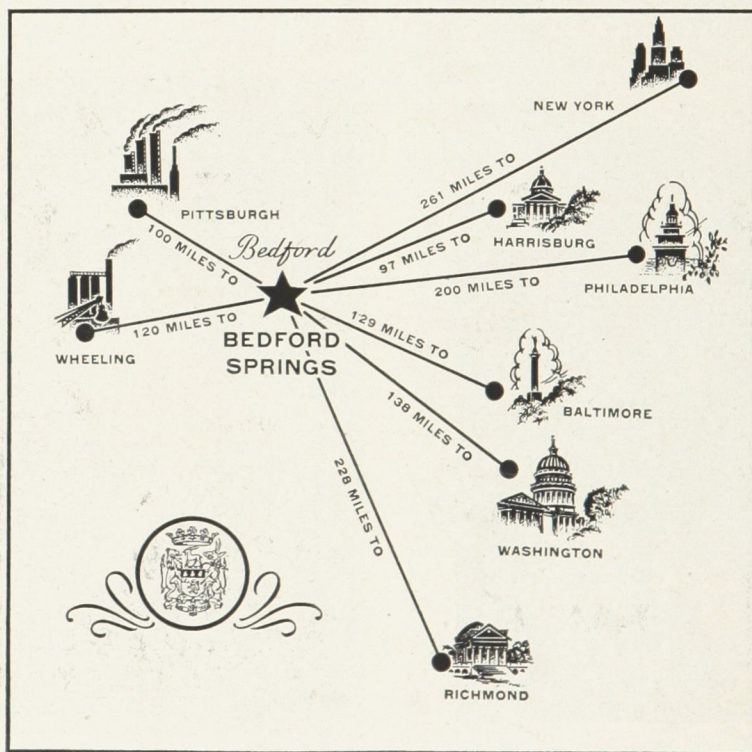 NEW YORK
261 MILES TO
PITTSBURGH
100 MILES TO
Bedford
HARRISBURG
97 MILES TO
PHILADELPHIA
200 MILES TO
WHEELING
120 MILES TO
BEDFORD
SPRINGS
129 MILES TO
BALTIMORE
138 MILES TO
WASHINGTON
228 MILES TO
RICHMOND